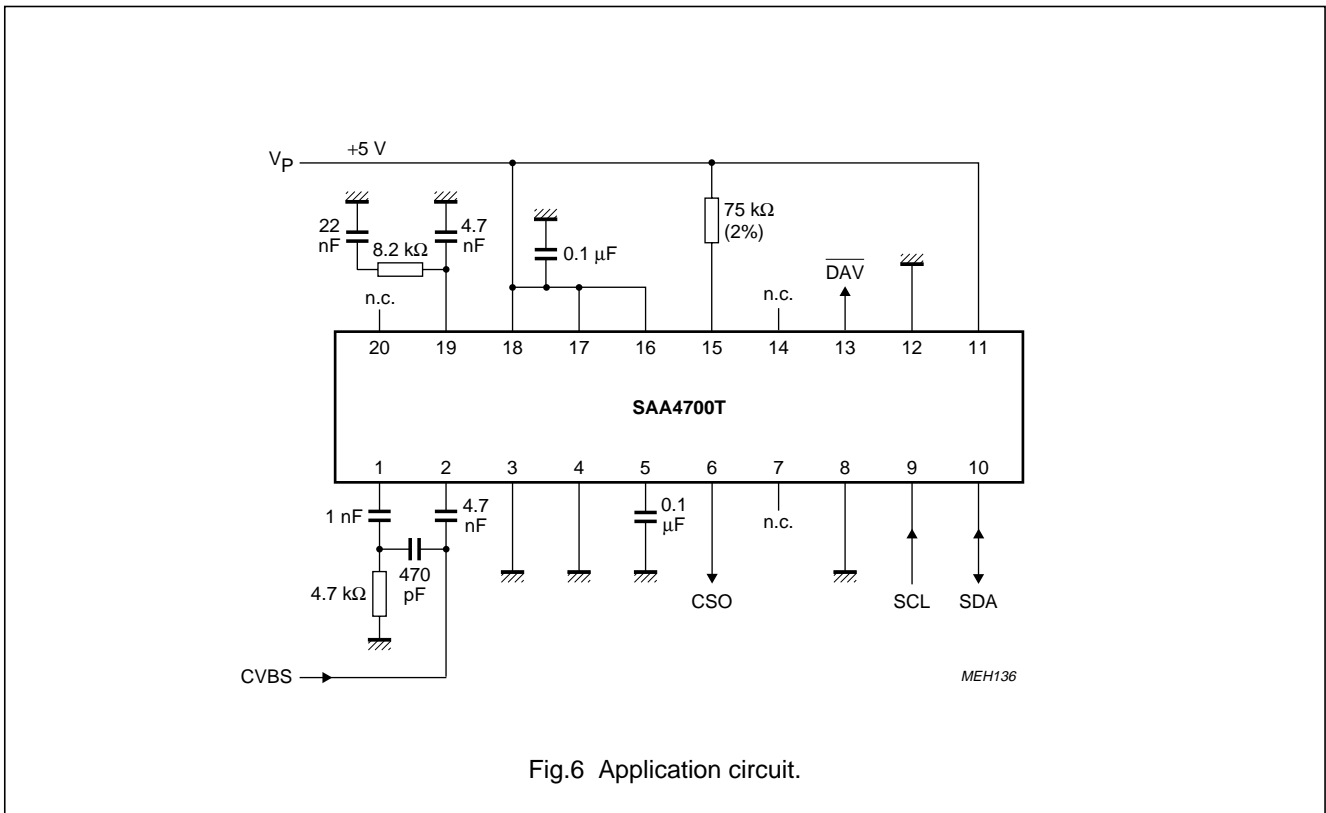 V_P +5 V
22 nF
8.2 kΩ
4.7 nF
0.1 μF
75 kΩ (2%)
n.c.
n.c.
D̅A̅V̅
20 19 18 17 16 15 14 13 12 11
SAA4700T
1 2 3 4 5 6 7 8 9 10
1 nF
4.7 nF
470 pF
4.7 kΩ
0.1 μF
n.c.
CSO
SCL
SDA
CVBS
MEH136
Fig.6 Application circuit.